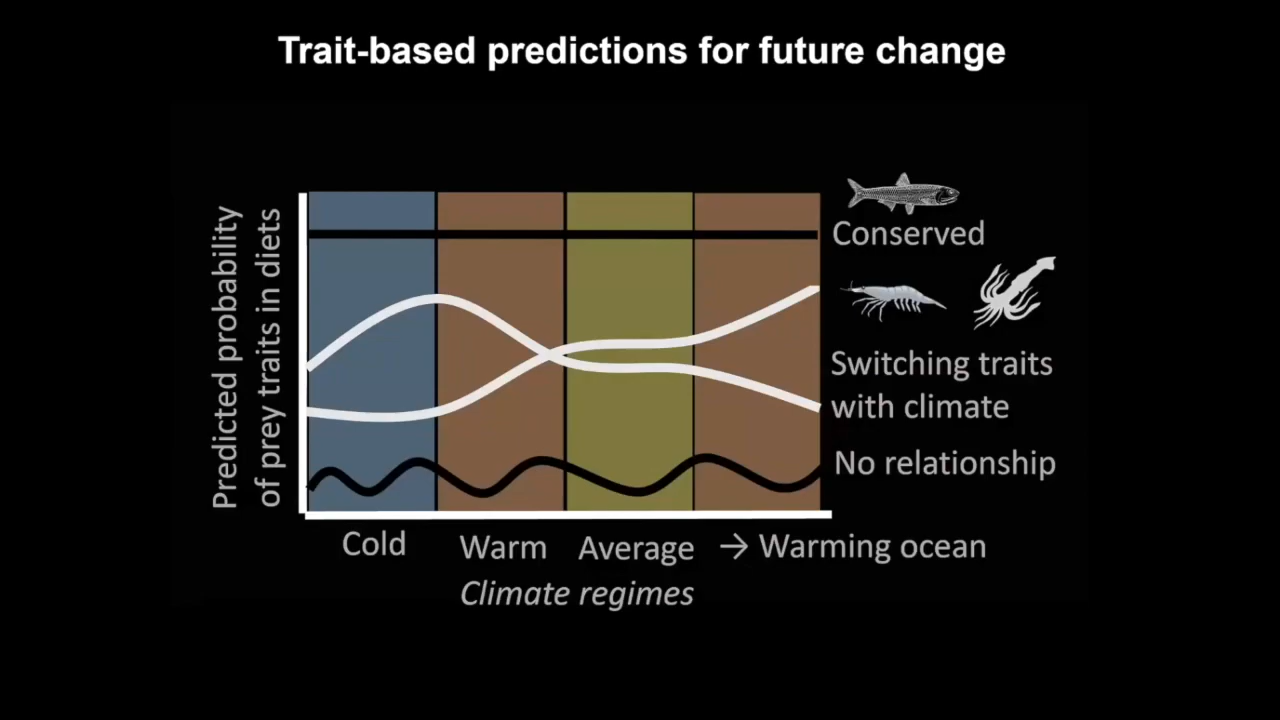 Trait-based predictions for future change
Predicted probability
of prey traits in diets
Conserved
Switching traits
with climate
No relationship
Cold
Warm
Average
→ Warming ocean
Climate regimes